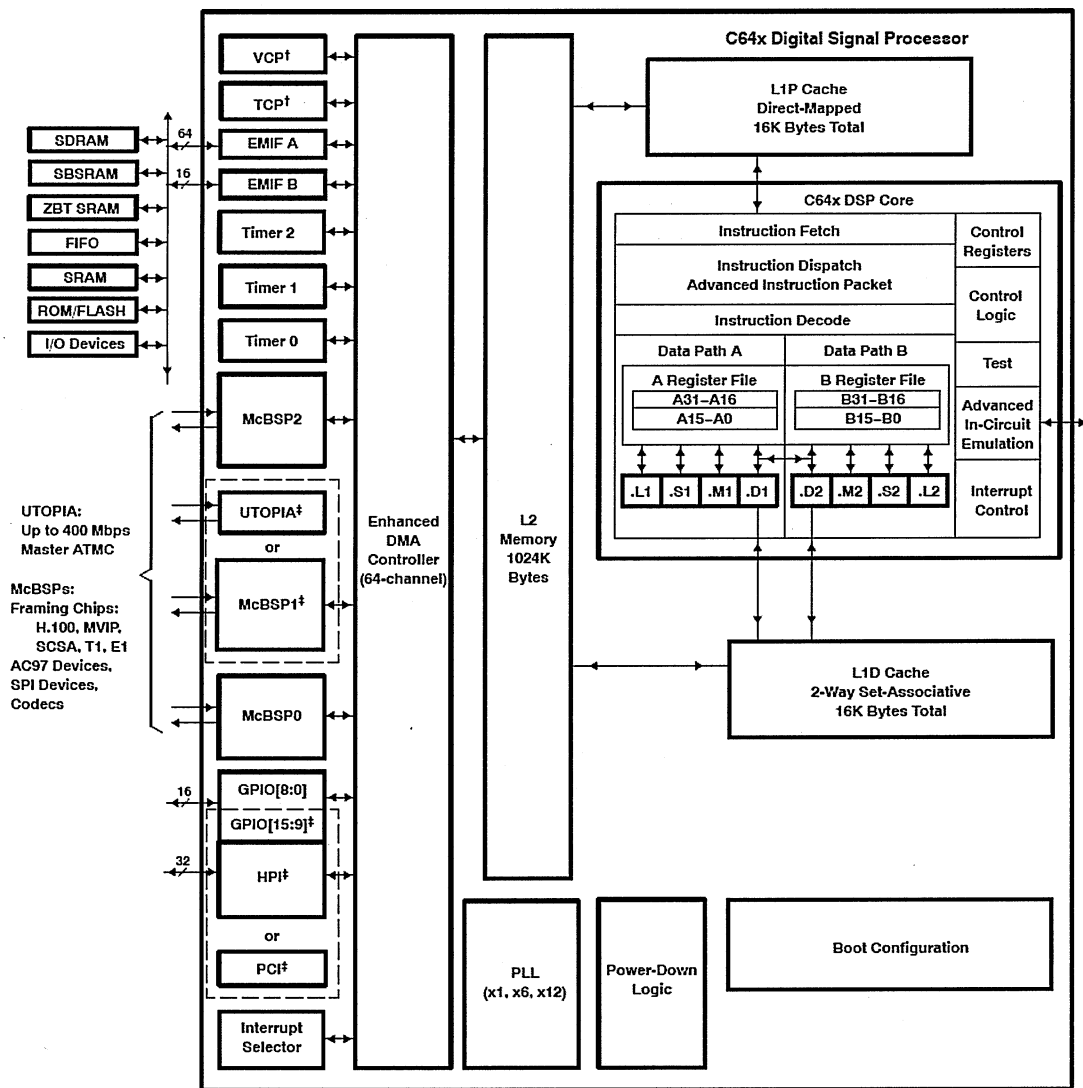 C64x Digital Signal Processor
VCP†
TCP†
EMIF A
EMIF B
Timer 2
Timer 1
Timer 0
McBSP2
UTOPIA‡
or
McBSP1‡
McBSP0
GPIO[8:0]
GPIO[15:9]‡
HPI‡
or
PCI‡
Interrupt
Selector
64
16
16
32
SDRAM
SBSRAM
ZBT SRAM
FIFO
SRAM
ROM/FLASH
I/O Devices
UTOPIA:
Up to 400 Mbps
Master ATMC
McBSPs:
Framing Chips:
H.100, MVIP,
SCSA, T1, E1
AC97 Devices,
SPI Devices,
Codecs
Enhanced
DMA
Controller
(64-channel)
L2
Memory
1024K
Bytes
L1P Cache
Direct-Mapped
16K Bytes Total
C64x DSP Core
Instruction Fetch
Instruction Dispatch
Advanced Instruction Packet
Instruction Decode
Data Path A
Data Path B
A Register File
A31–A16
A15–A0
B Register File
B31–B16
B15–B0
.L1
.S1
.M1
.D1
.D2
.M2
.S2
.L2
Control
Registers
Control
Logic
Test
Advanced
In-Circuit
Emulation
Interrupt
Control
L1D Cache
2-Way Set-Associative
16K Bytes Total
PLL
(x1, x6, x12)
Power-Down
Logic
Boot Configuration